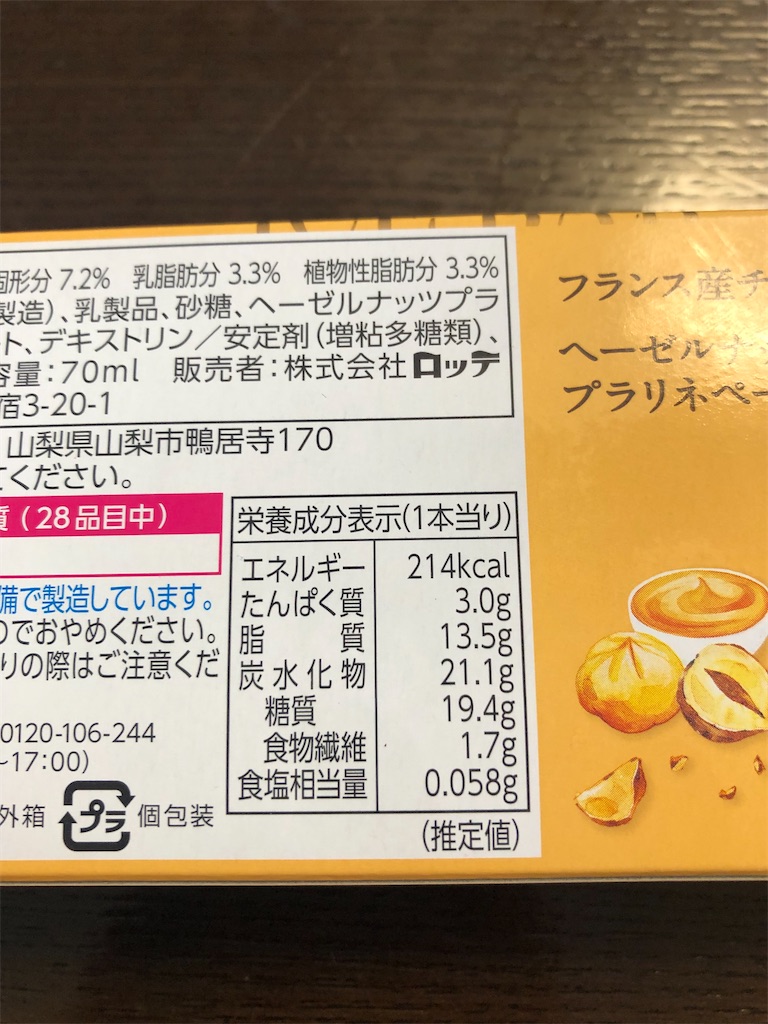 固形分 7.2% 乳脂肪分 3.3% 植物性脂肪分 3.3%
製造)、乳製品、砂糖、ヘーゼルナッツプラ
ト、デキストリン/安定剤(増粘多糖類)、
容量:70ml 販売者:株式会社ロッテ
宿3-20-1
山梨県山梨市鴨居寺170
てください。
質(28品目中)
備で製造しています。
のでおやめください。
りの際はご注意くだ
0120-106-244
~17:00)
外箱 プラ 個包装
栄養成分表示(1本当り)
エネルギー 214kcal
たんぱく質 3.0g
脂質 13.5g
炭水化物 21.1g
糖質 19.4g
食物繊維 1.7g
食塩相当量 0.058g
(推定値)
フランス産チ
ヘーゼルナッ
プラリネペー